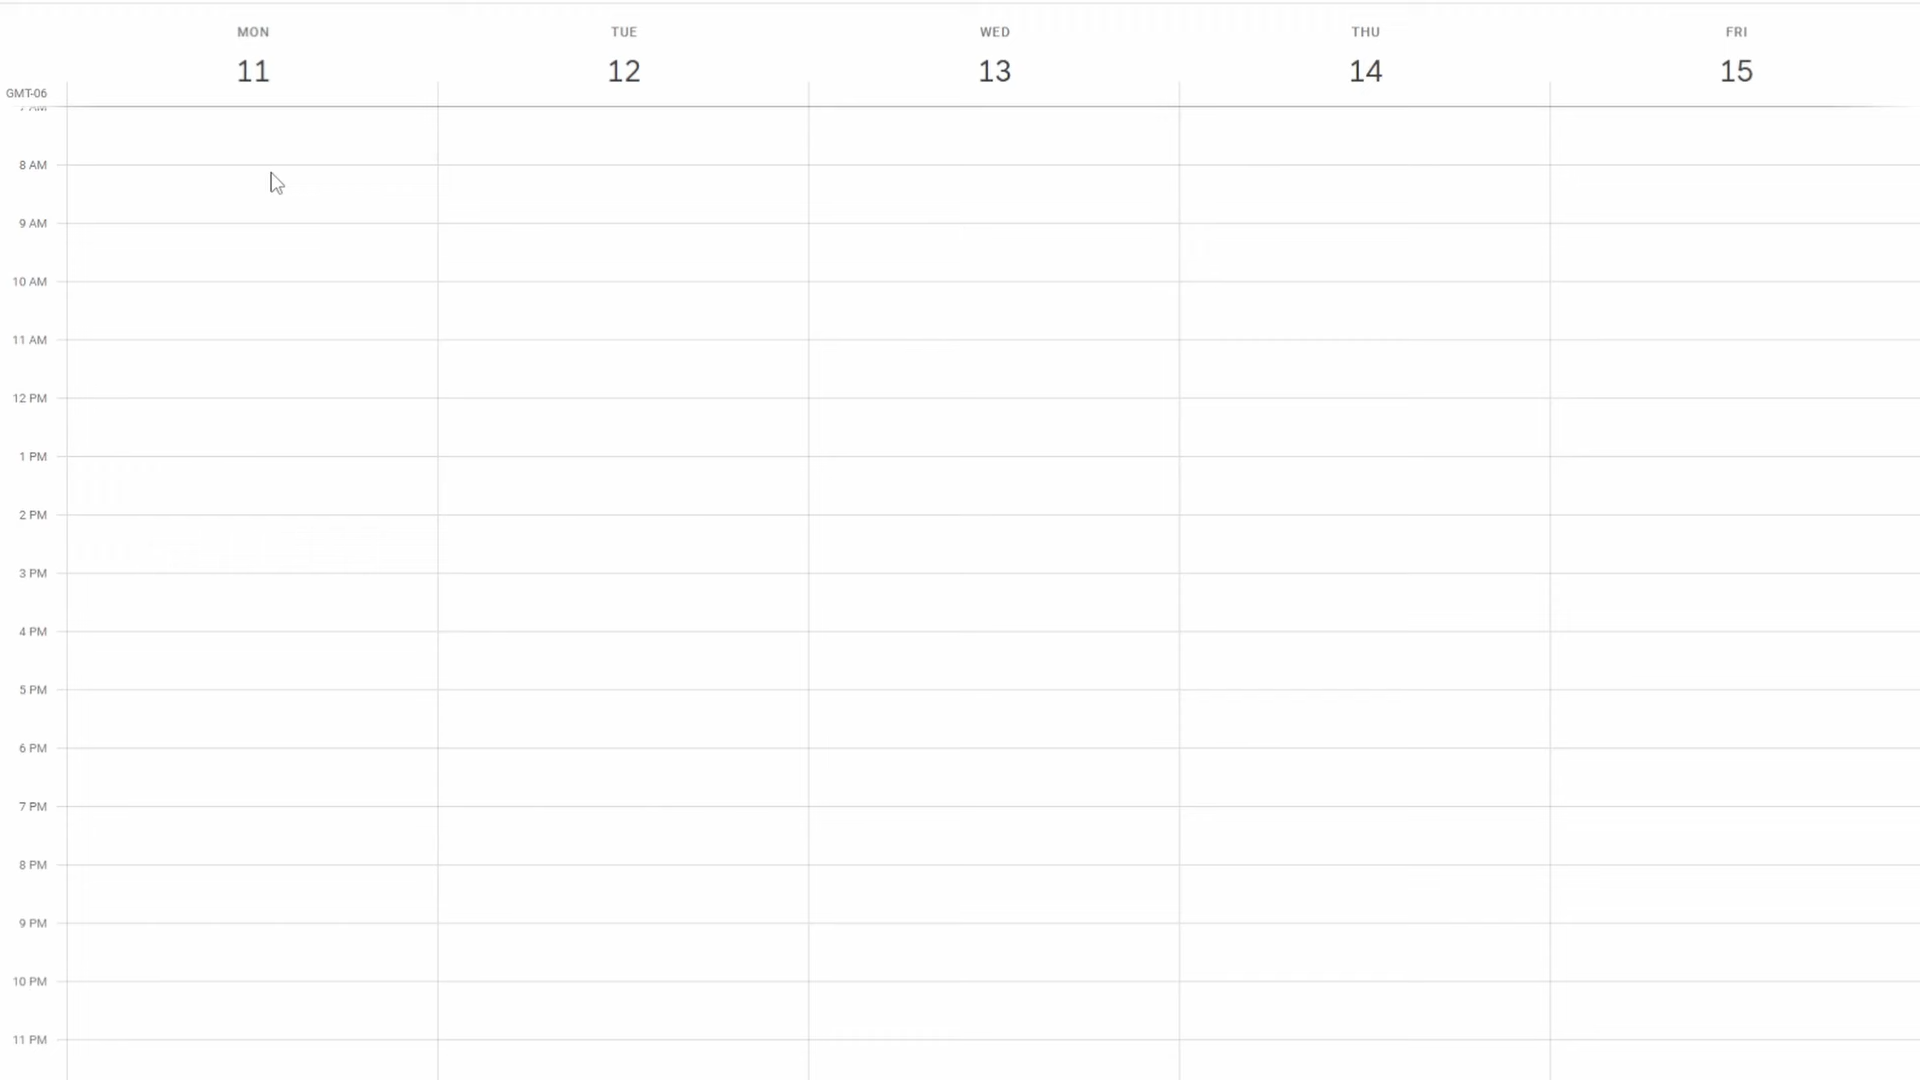 MON TUE WED THU FRI
11 12 13 14 15
GMT-06
7 AM
8 AM
9 AM
10 AM
11 AM
12 PM
1 PM
2 PM
3 PM
4 PM
5 PM
6 PM
7 PM
8 PM
9 PM
10 PM
11 PM